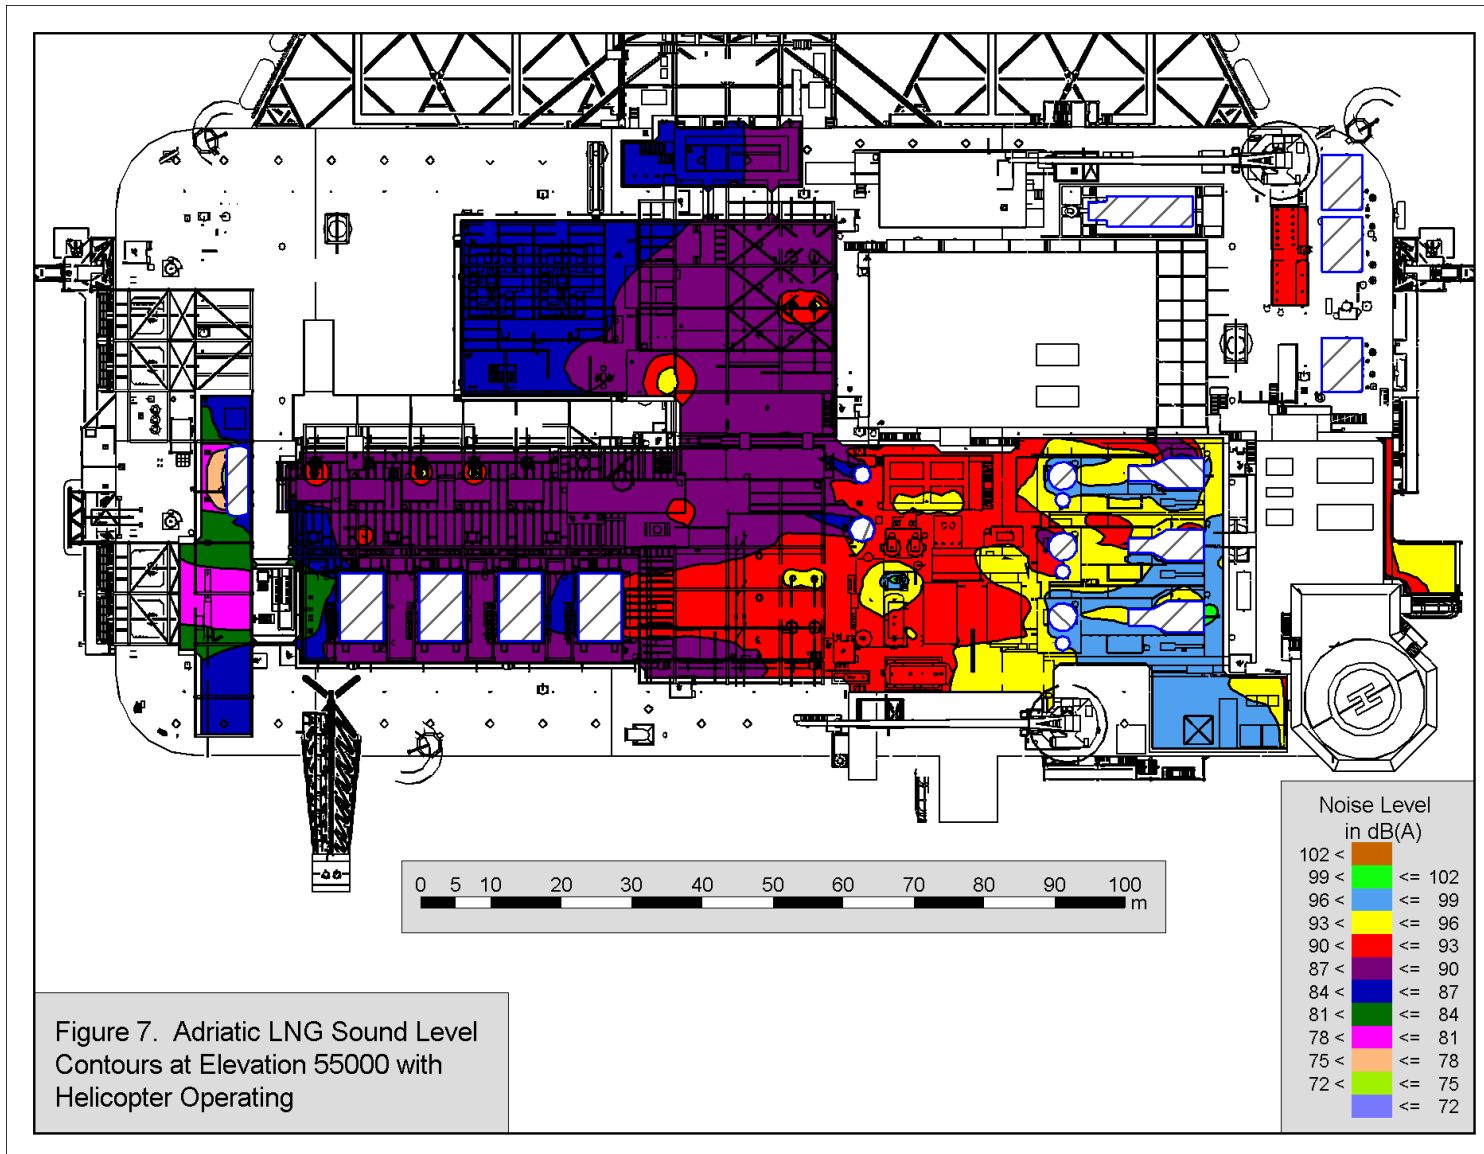 Noise Level
in dB(A)
102 <
99 < <= 102
96 < <= 99
93 < <= 96
90 < <= 93
87 < <= 90
84 < <= 87
81 < <= 84
78 < <= 81
75 < <= 78
72 < <= 75
<= 72
0 5 10 20 30 40 50 60 70 80 90 100
m
Figure 7. Adriatic LNG Sound Level
Contours at Elevation 55000 with
Helicopter Operating